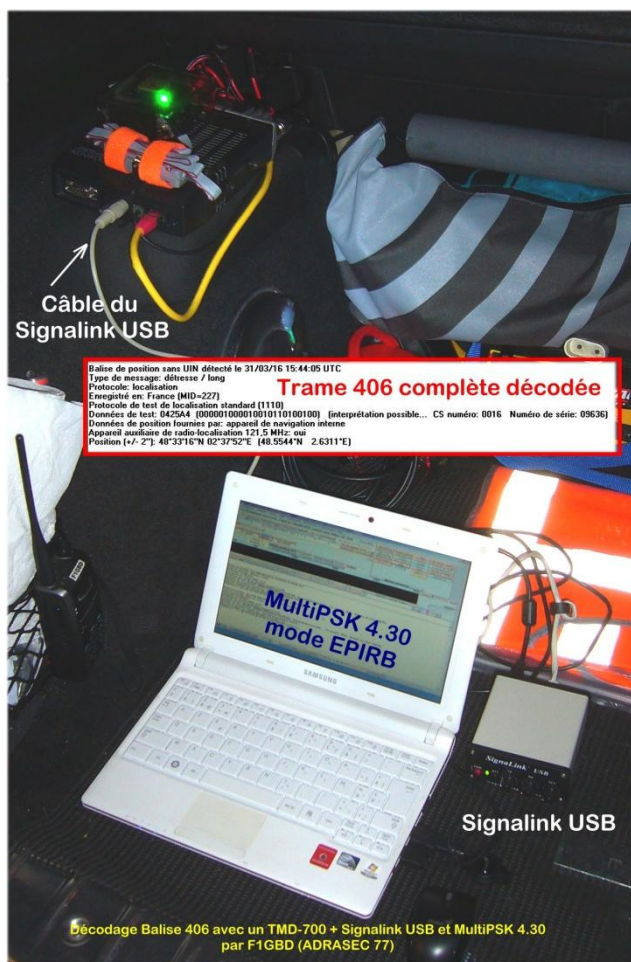 Câble du
Signalink USB
Balise de position sans UIN détecté le 31/03/16 15:44:05 UTC
Type de message: détresse / long
Trame 406 complète décodée
Protocole: localisation
Enregistré en: France (MID=227)
Protocole de test de localisation standard (1110)
Données de test: 0425A4 (000001000010010110100100) (interprétation possible... CS numéro: 0016 Numéro de série: 09636)
Données de position fournies par: appareil de navigation interne
Appareil auxiliaire de radio-localisation 121,5 MHz: oui
Position (+/- 2"): 48°33'16''N 02°37'52''E (48.5544°N 2.6311°E)
MultiPSK 4.30
mode EPIRB
SAMSUNG
SignaLink USB
Signalink USB
Décodage Balise 406 avec un TMD-700 + Signalink USB et MultiPSK 4.30
par F1GBD (ADRASEC 77)